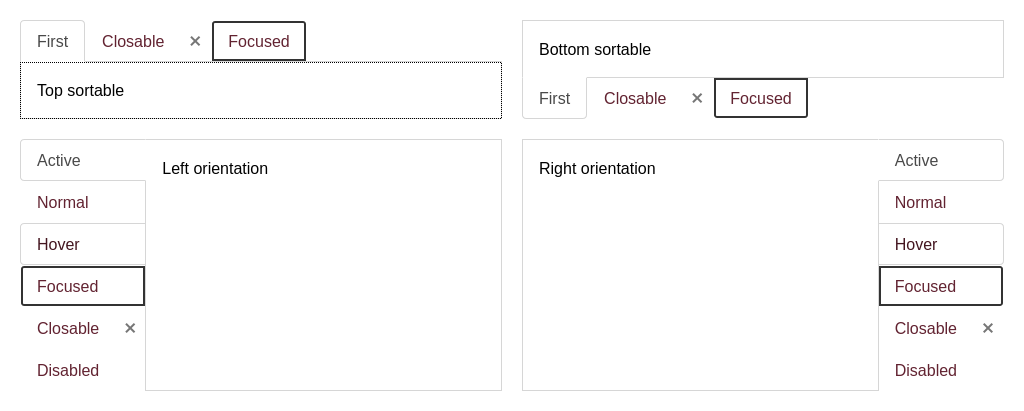 First Closable ✕ Focused
Top sortable
Bottom sortable
First Closable ✕ Focused
Active
Normal
Hover
Focused
Closable ✕
Disabled
Left orientation
Right orientation
Active
Normal
Hover
Focused
Closable ✕
Disabled